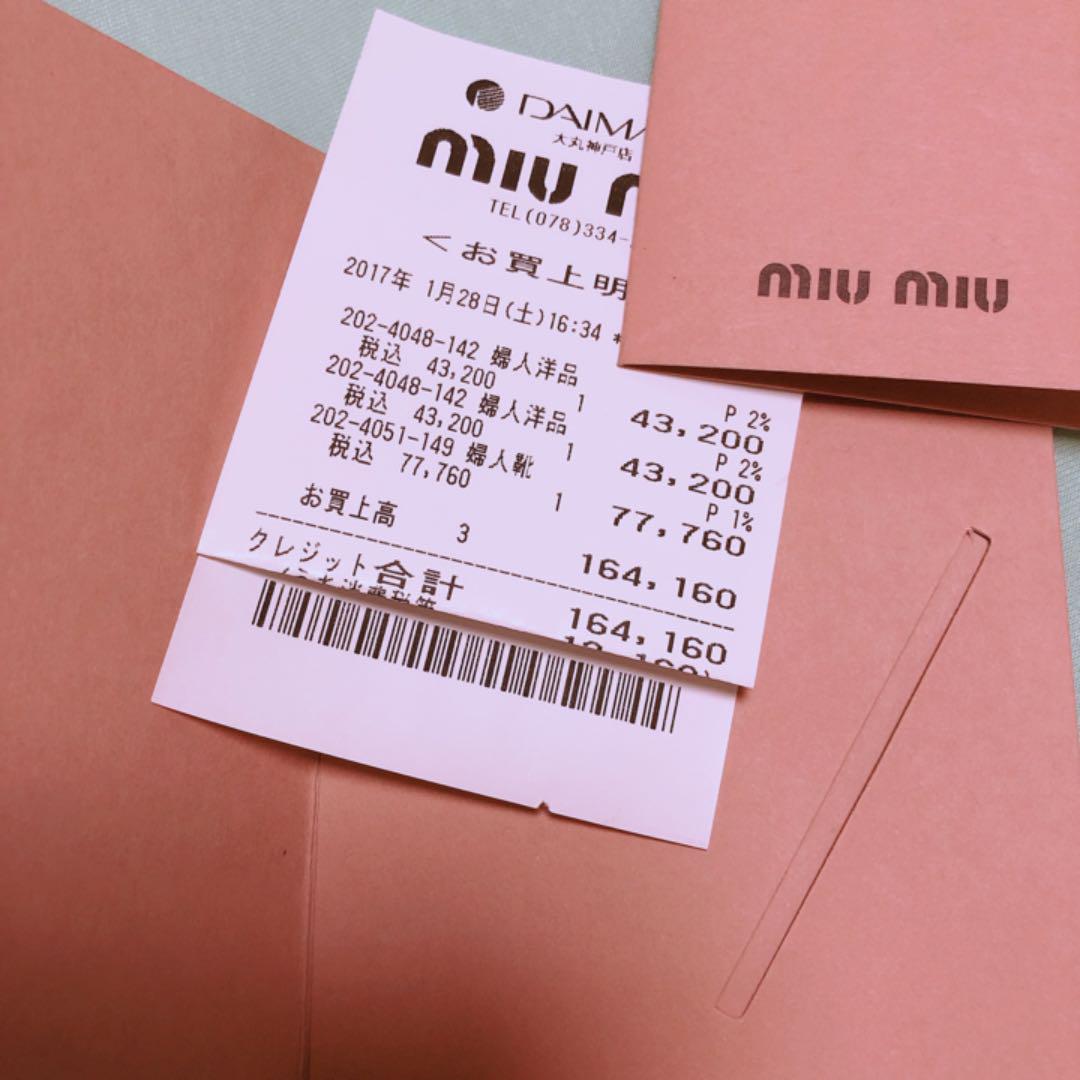 DAIMA
大丸神戸店
miu m
TEL(078)334-
<お買上明
2017年 1月28日(土)16:34 *
202-4048-142 婦人洋品 P 2%
税込 43,200 1 43,200
202-4048-142 婦人洋品 P 2%
税込 43,200 1 43,200
202-4051-149 婦人靴 P 1%
税込 77,760 1 77,760
お買上高 3 164,160
クレジット合計 164,160
miu miu